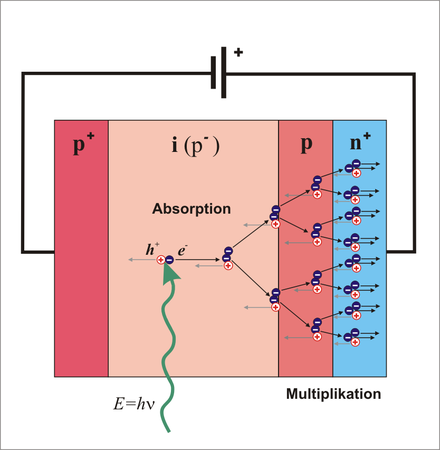 +
p+ i (p-) p n+
Absorption
h+ e-
E=hν
Multiplikation